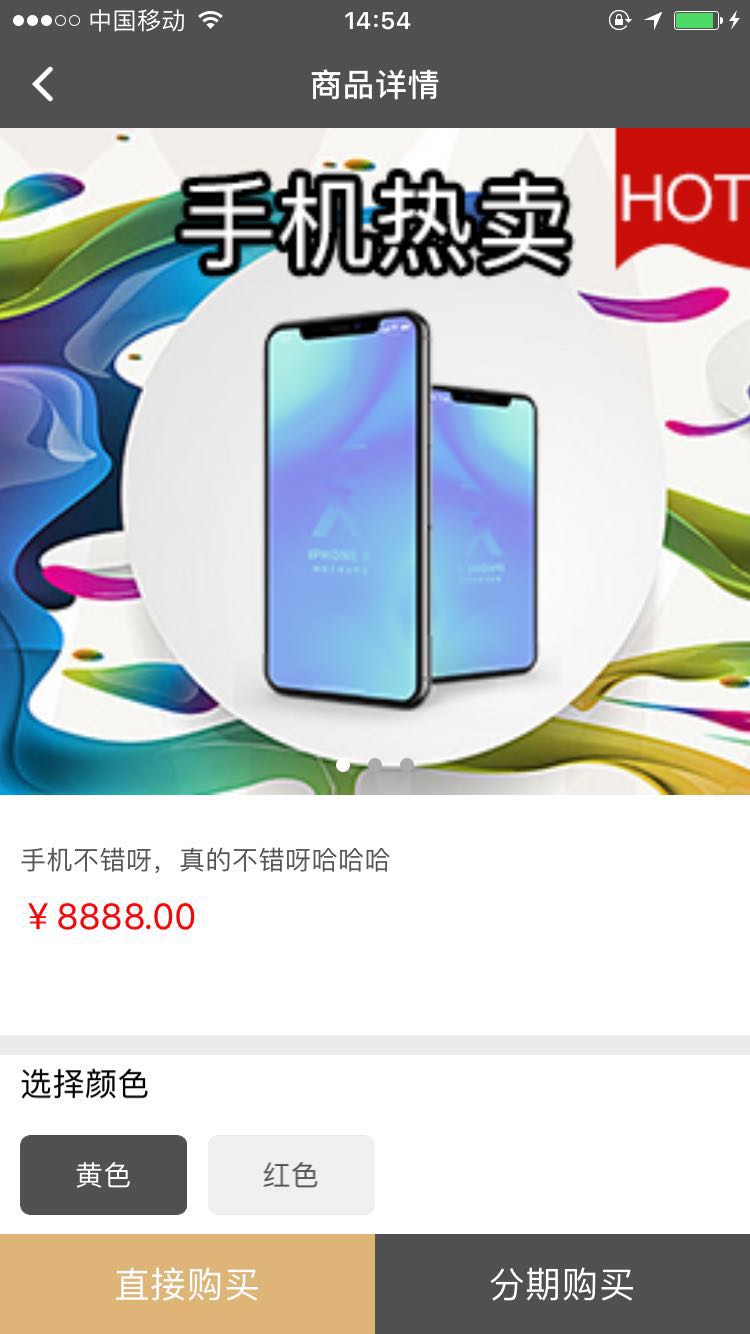 中国移动
14:54
商品详情
手机热卖
HOT
IPHONE X
手机不错呀，真的不错呀哈哈哈
￥8888.00
选择颜色
黄色
红色
直接购买
分期购买